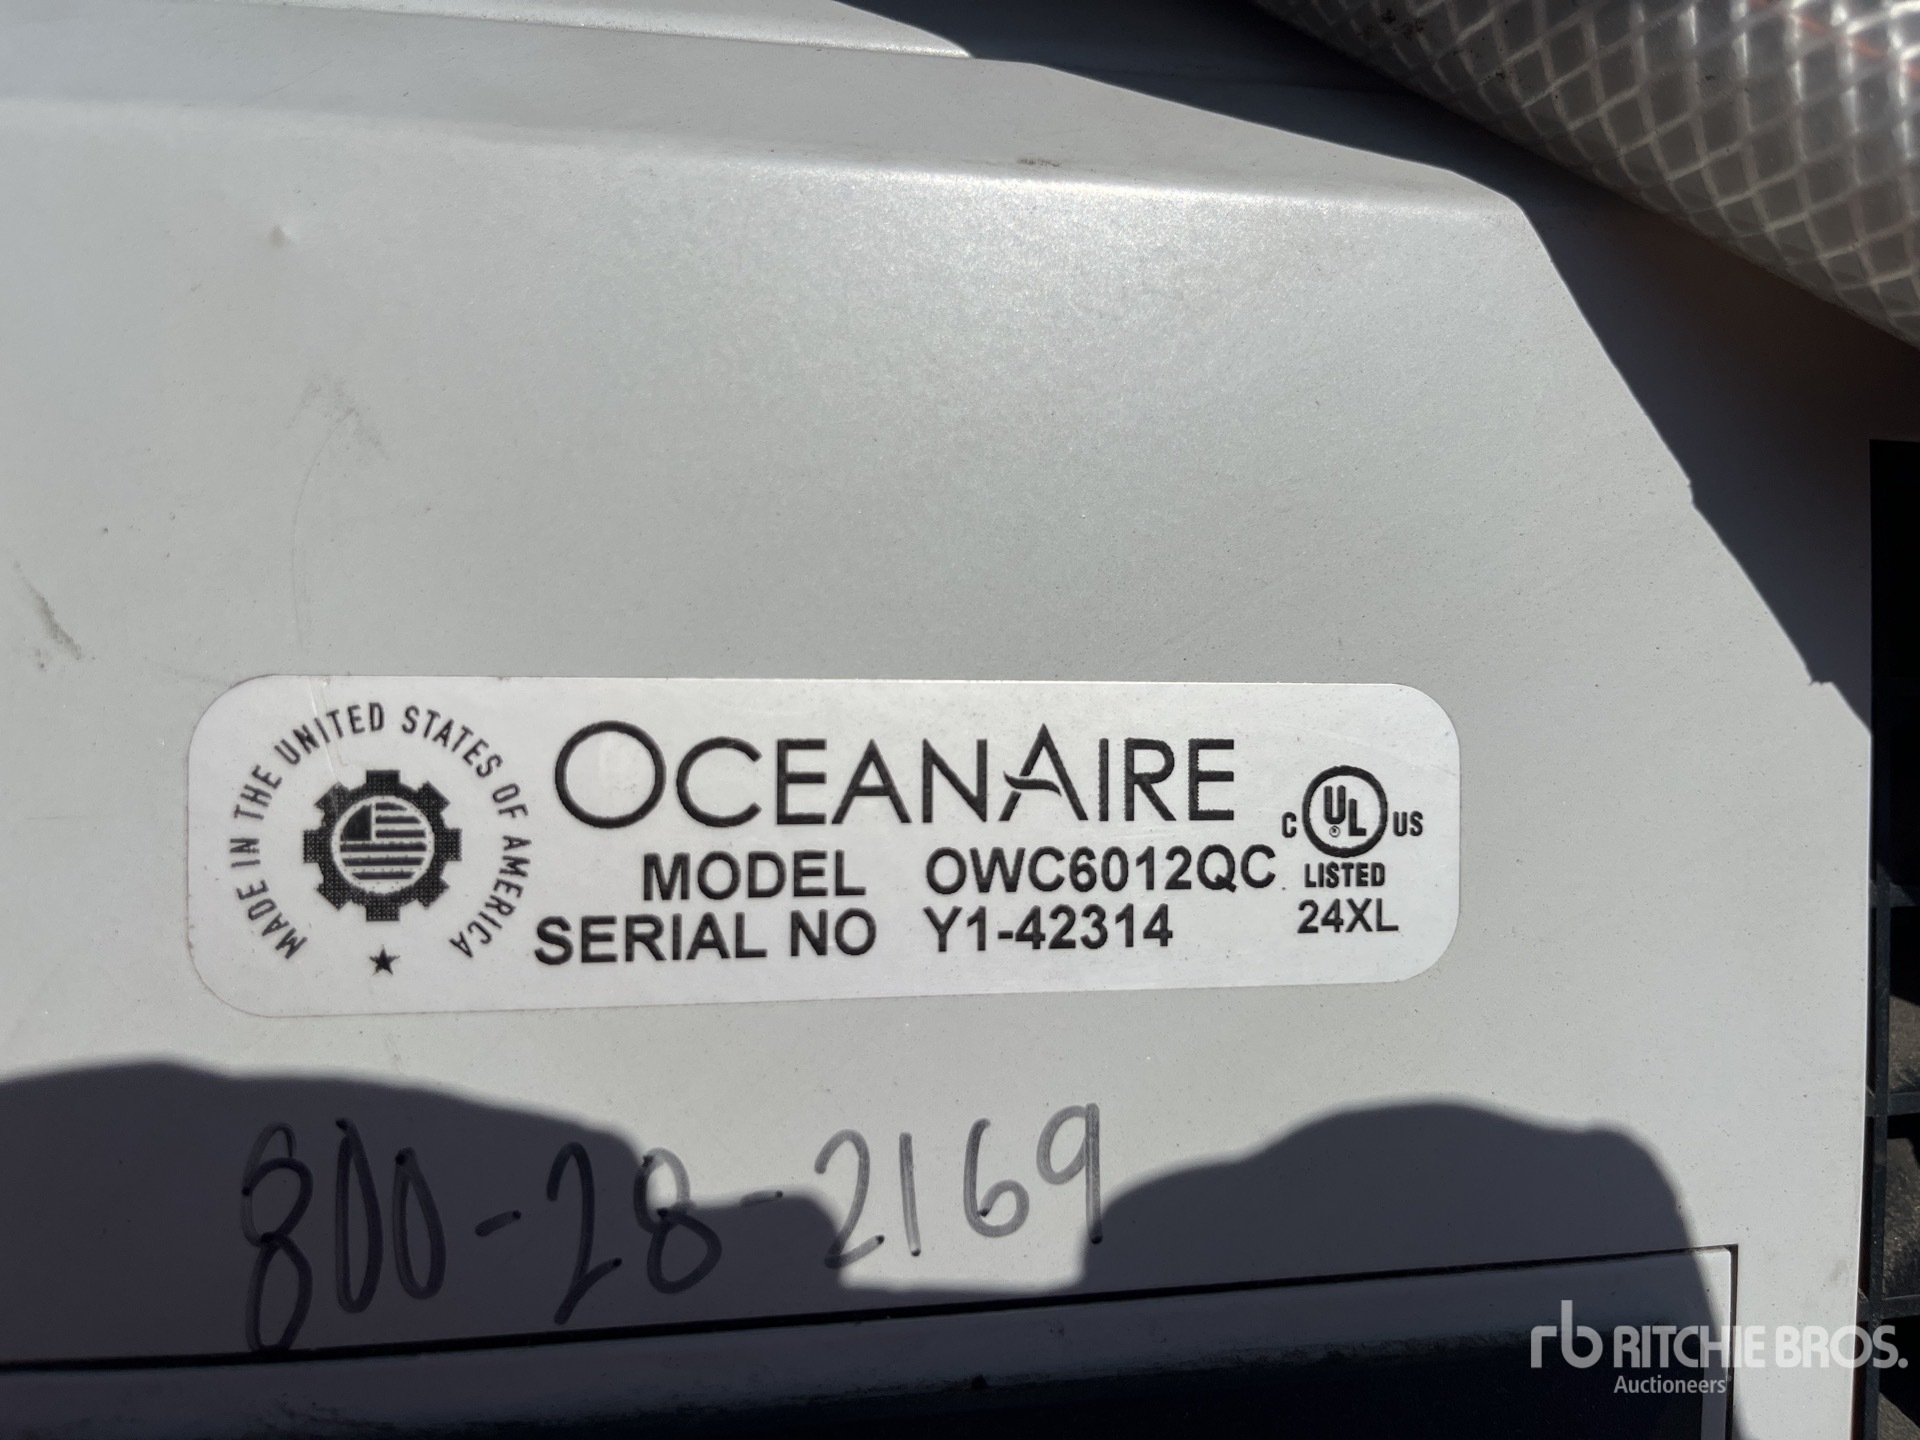 MADE IN THE UNITED STATES OF AMERICA
OCEANAIRE
MODEL OWC6012QC
SERIAL NO Y1-42314
C UL US
LISTED
24XL
800-28-2169
rb RITCHIE BROS.
Auctioneers